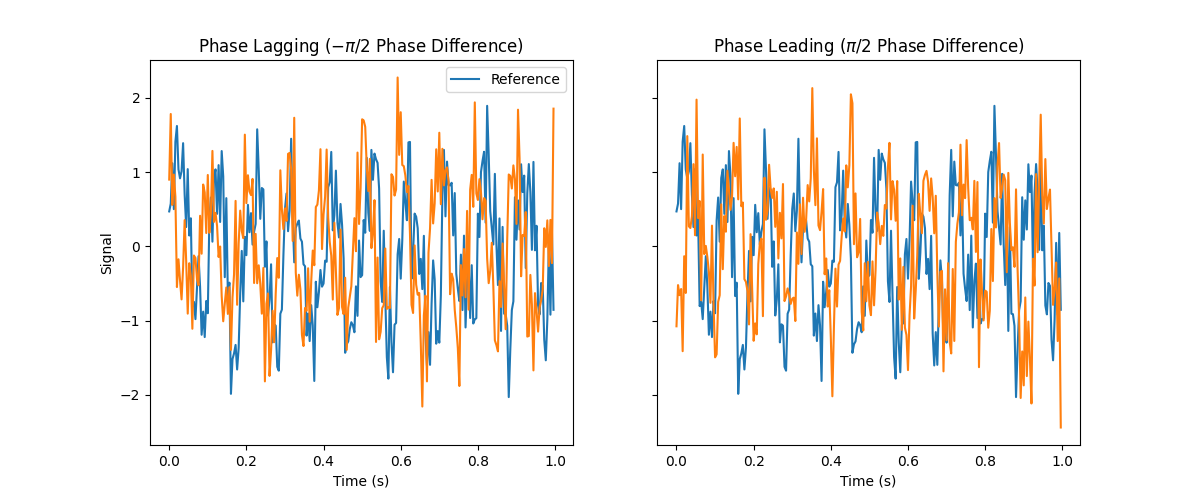 Phase Lagging (−π/2 Phase Difference)
Phase Leading (π/2 Phase Difference)
Reference
Signal
2
1
0
−1
−2
0.0 0.2 0.4 0.6 0.8 1.0
0.0 0.2 0.4 0.6 0.8 1.0
Time (s)
Time (s)